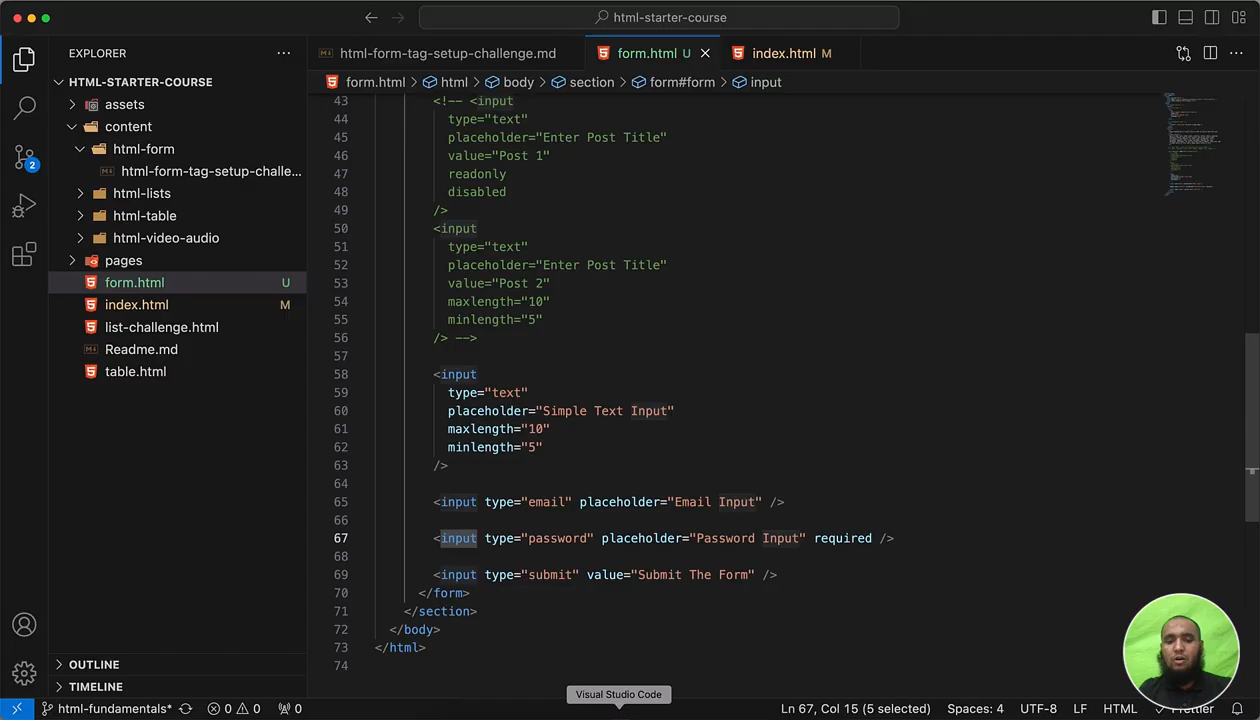 html-starter-course
EXPLORER
HTML-STARTER-COURSE
assets
content
html-form
html-form-tag-setup-challe...
html-lists
html-table
html-video-audio
pages
form.html U
index.html M
list-challenge.html
Readme.md
table.html
OUTLINE
TIMELINE
html-form-tag-setup-challenge.md
form.html U
index.html M
form.html > html > body > section > form#form > input
43 <!-- <input
44 type="text"
45 placeholder="Enter Post Title"
46 value="Post 1"
47 readonly
48 disabled
49 />
50 <input
51 type="text"
52 placeholder="Enter Post Title"
53 value="Post 2"
54 maxlength="10"
55 minlength="5"
56 /> -->
57
58 <input
59 type="text"
60 placeholder="Simple Text Input"
61 maxlength="10"
62 minlength="5"
63 />
64
65 <input type="email" placeholder="Email Input" />
66
67 <input type="password" placeholder="Password Input" required />
68
69 <input type="submit" value="Submit The Form" />
70 </form>
71 </section>
72 </body>
73 </html>
74
Visual Studio Code
2
html-fundamentals* 0 0 0 Ln 67, Col 15 (5 selected) Spaces: 4 UTF-8 LF HTML Prettier